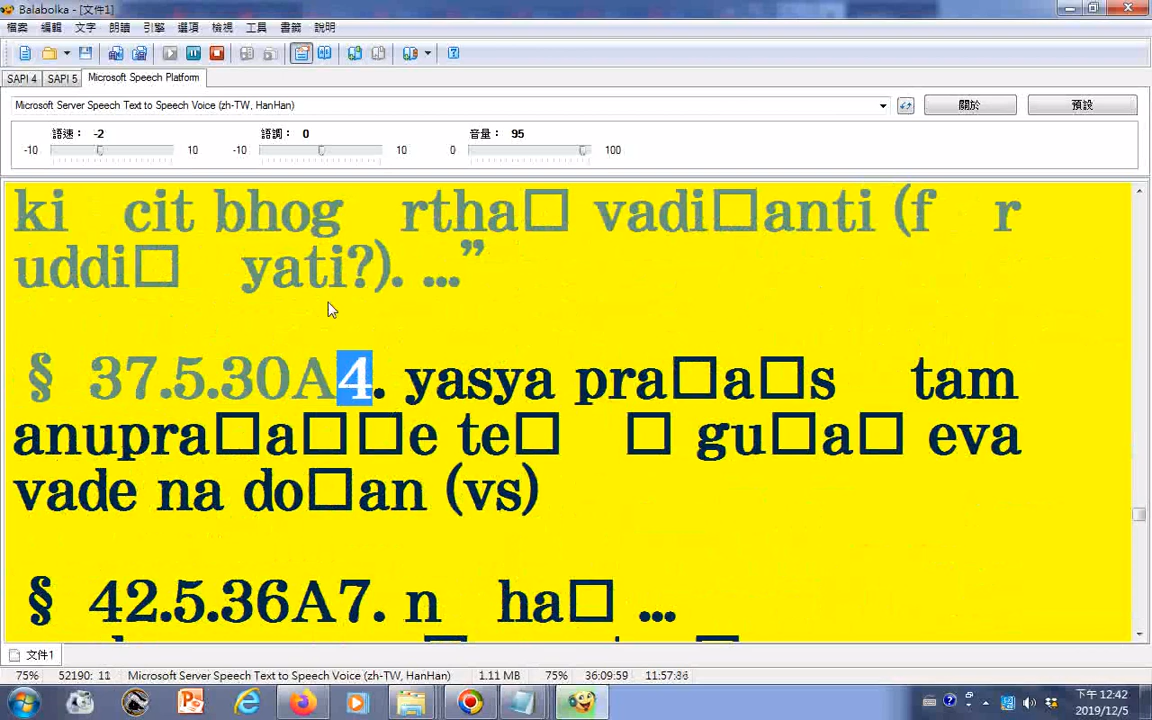 Balabolka - [文件1]
檔案 編輯 文字 朗讀 引擎 選項 檢視 工具 書籤 說明
SAPI 4 SAPI 5 Microsoft Speech Platform
Microsoft Server Speech Text to Speech Voice (zh-TW, HanHan) 關於 預設
語速： -2 語調： 0 音量： 95
-10 10 -10 10 0 100
ki cit bhog rtha□ vadi□anti (f r
uddi□ yati?). ...”
§ 37.5.30A4. yasya pra□a□s tam
anupra□a□□e te□ □ gu□a□ eva
vade na do□an (vs)
§ 42.5.36A7. n ha□ ...
文件1
75% 52190: 11 Microsoft Server Speech Text to Speech Voice (zh-TW, HanHan) 1.11 MB 75% 36:09:59 11:57:36
下午 12:42
2019/12/5